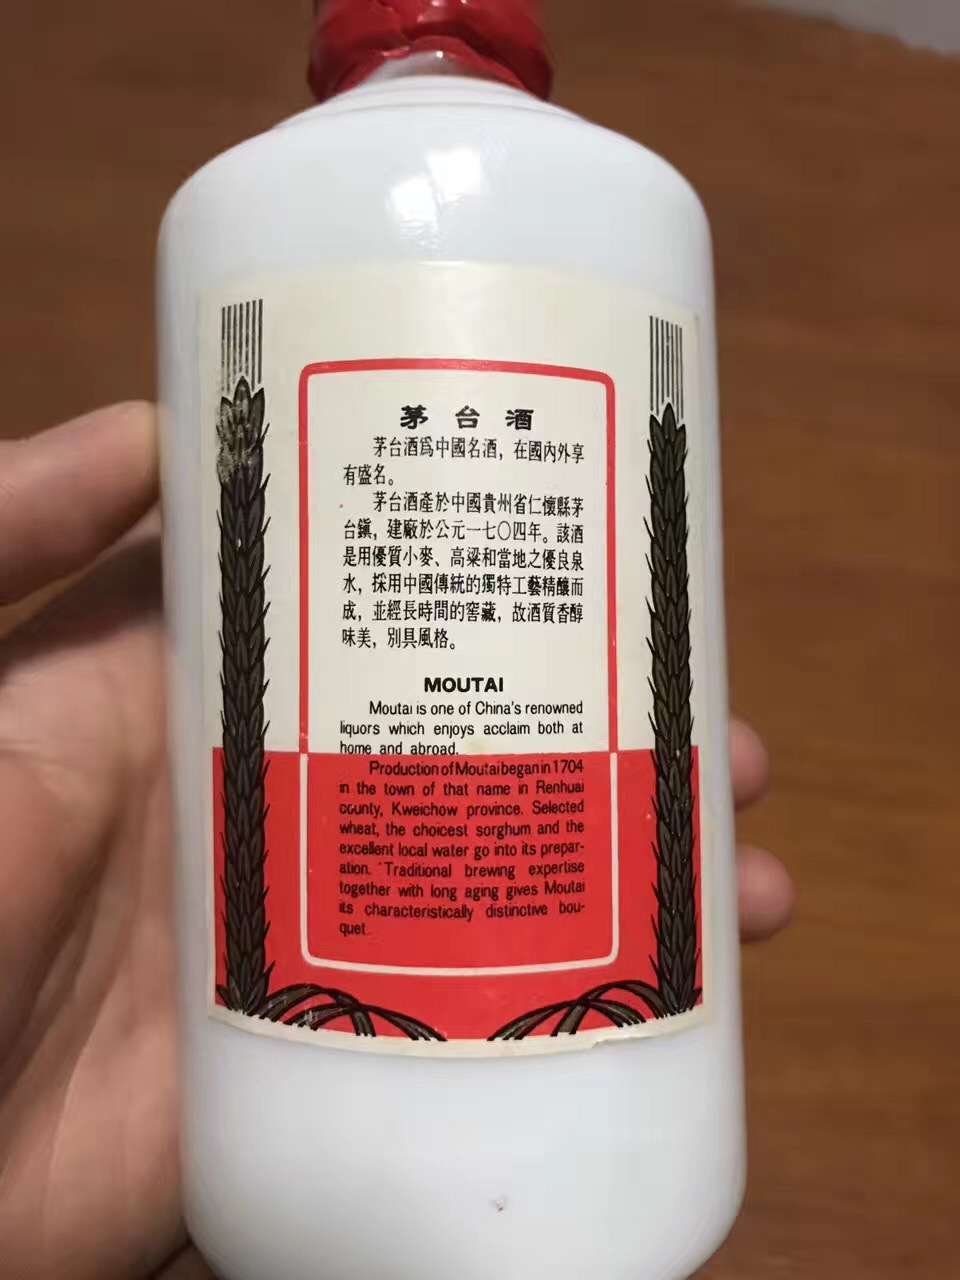 茅台酒
茅台酒爲中國名酒，在國內外享
有盛名。
茅台酒產於中國貴州省仁懷縣茅
台鎮，建廠於公元一七〇四年。該酒
是用優質小麥、高粱和當地之優良泉
水，採用中國傳統的獨特工藝精釀而
成，並經長時間的窖藏，故酒質香醇
味美，別具風格。
MOUTAI
Moutai is one of China's renowned
liquors which enjoys acclaim both at
home and abroad.
Production of Moutai began in 1704
in the town of that name in Renhuai
county, Kweichow province. Selected
wheat, the choicest sorghum and the
excellent local water go into its prepar-
ation. Traditional brewing expertise
together with long aging gives Moutai
its characteristically distinctive bou-
quet